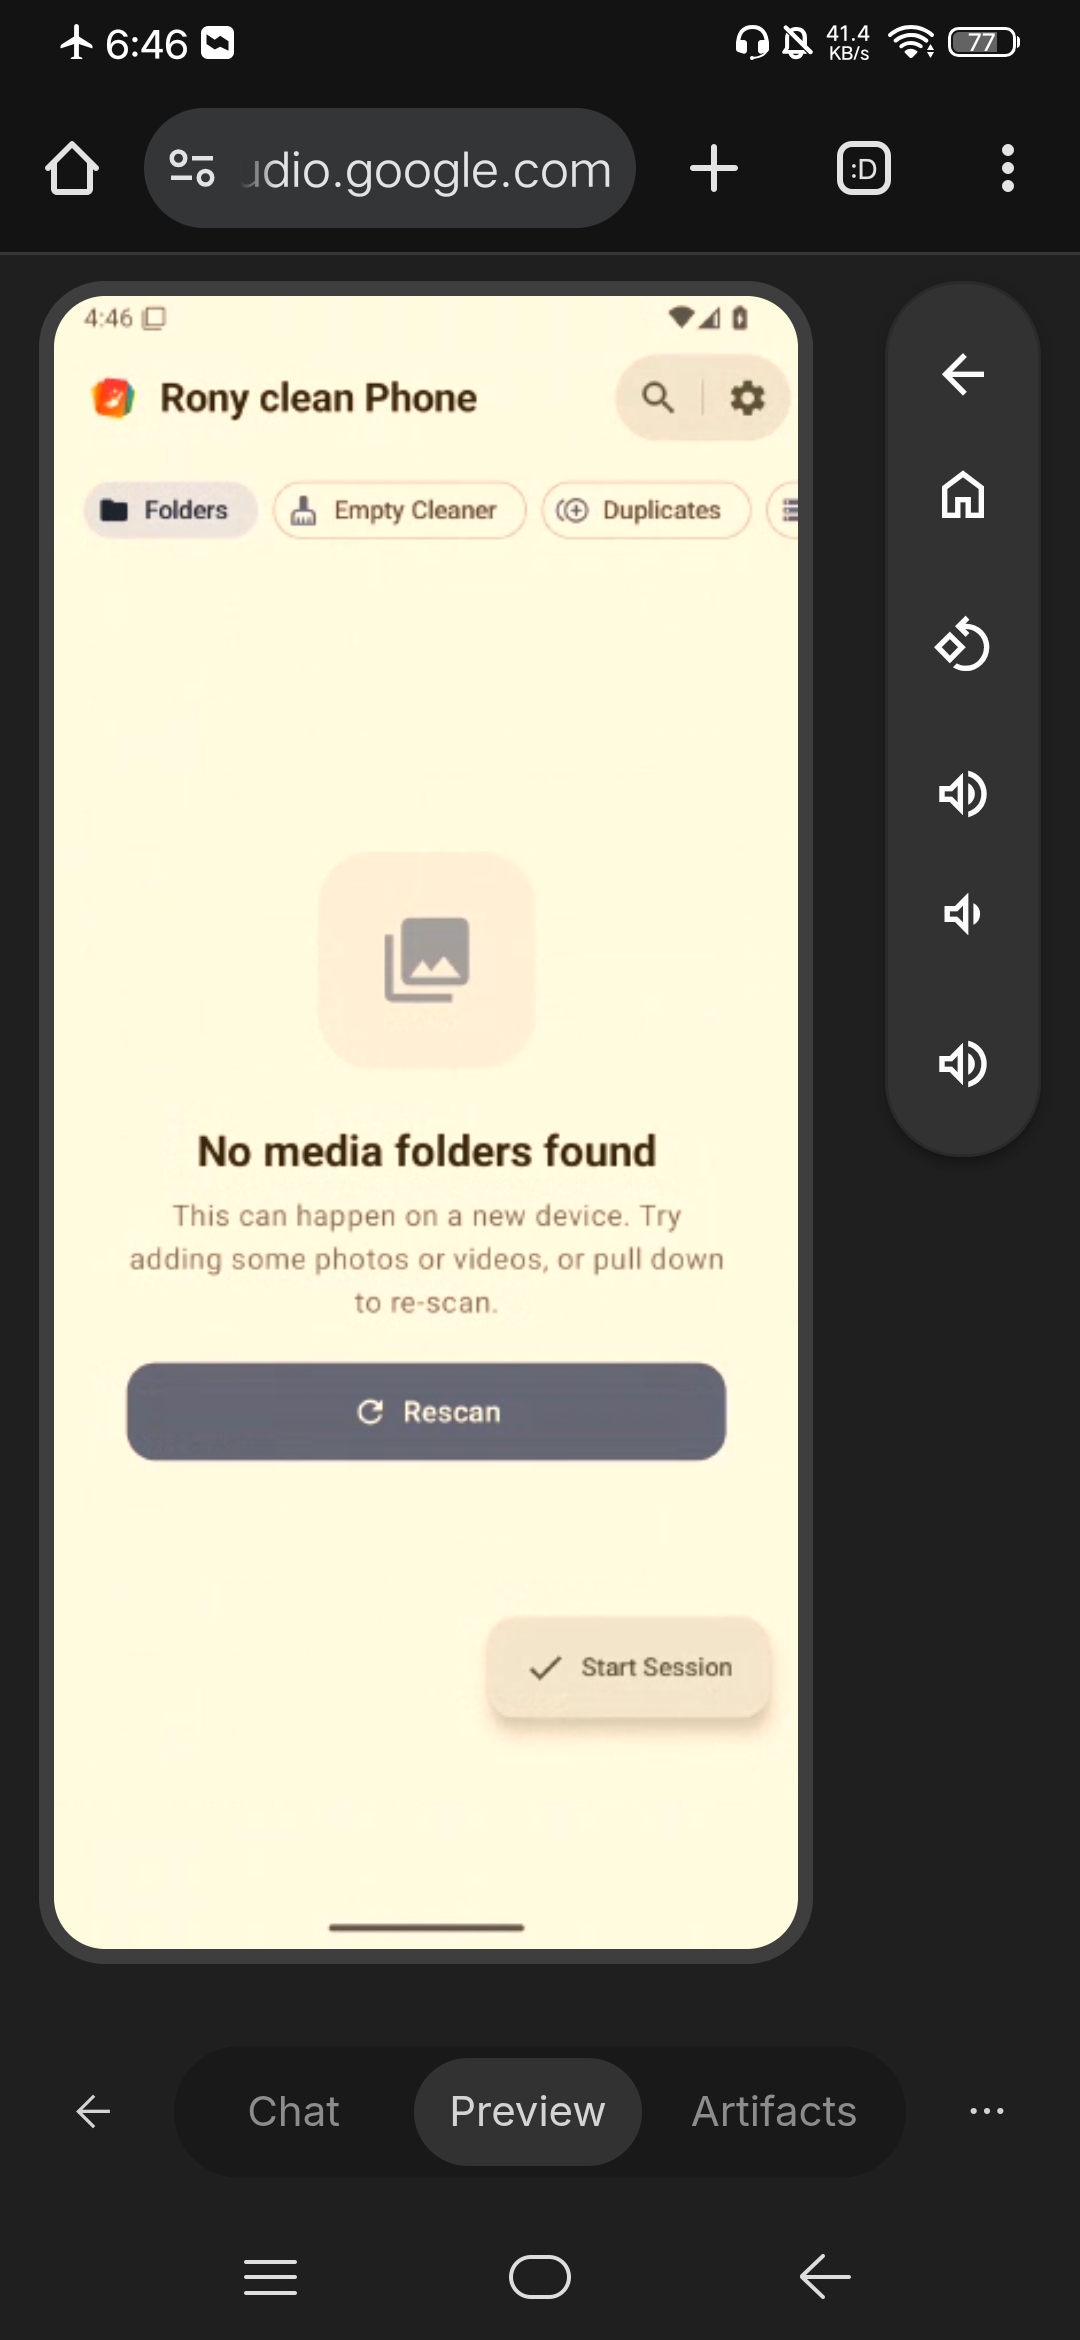 6:46
41.4
KB/s
77
udio.google.com
:D
4:46
Rony clean Phone
Folders
Empty Cleaner
Duplicates
No media folders found
This can happen on a new device. Try
adding some photos or videos, or pull down
to re-scan.
Rescan
Start Session
Chat
Preview
Artifacts